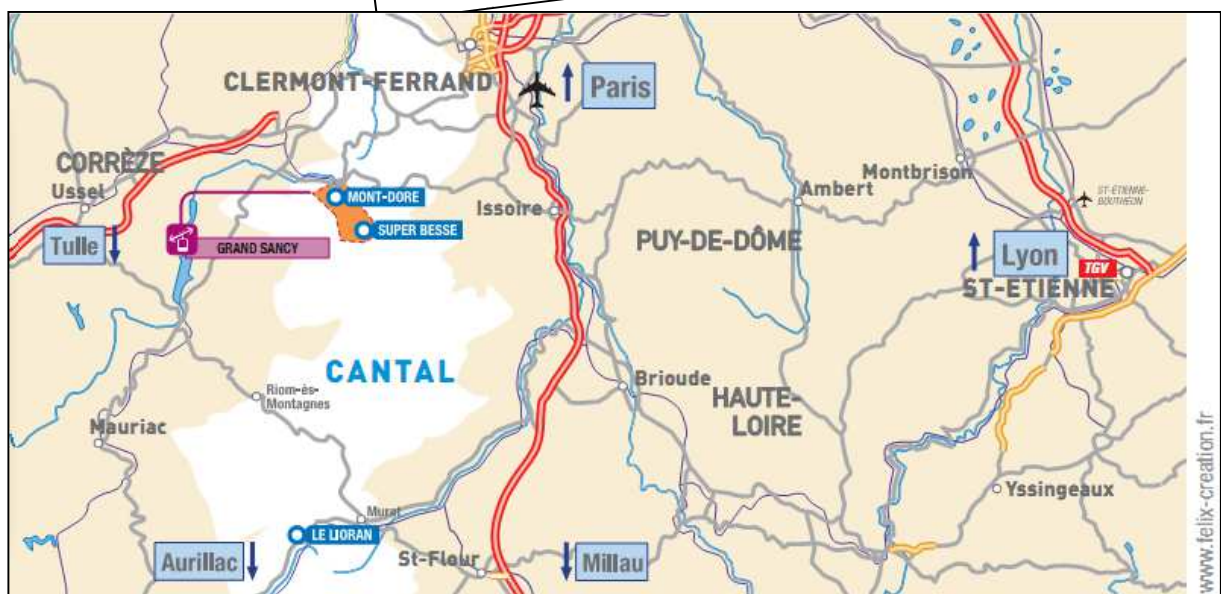 CLERMONT-FERRAND
Paris
CORRÈZE
Ussel
MONT-DORE
Issoire
Ambert
Montbrison
ST-ÉTIENNE-
BOUTHÉON
Tulle
GRAND SANCY
SUPER BESSE
PUY-DE-DÔME
Lyon
TGV
ST-ETIENNE
CANTAL
Riom-ès-
Montagnes
Brioude
HAUTE-
LOIRE
Mauriac
Yssingeaux
Murat
LE LIORAN
Aurillac
St-Flour
Millau
www.felix-creation.fr